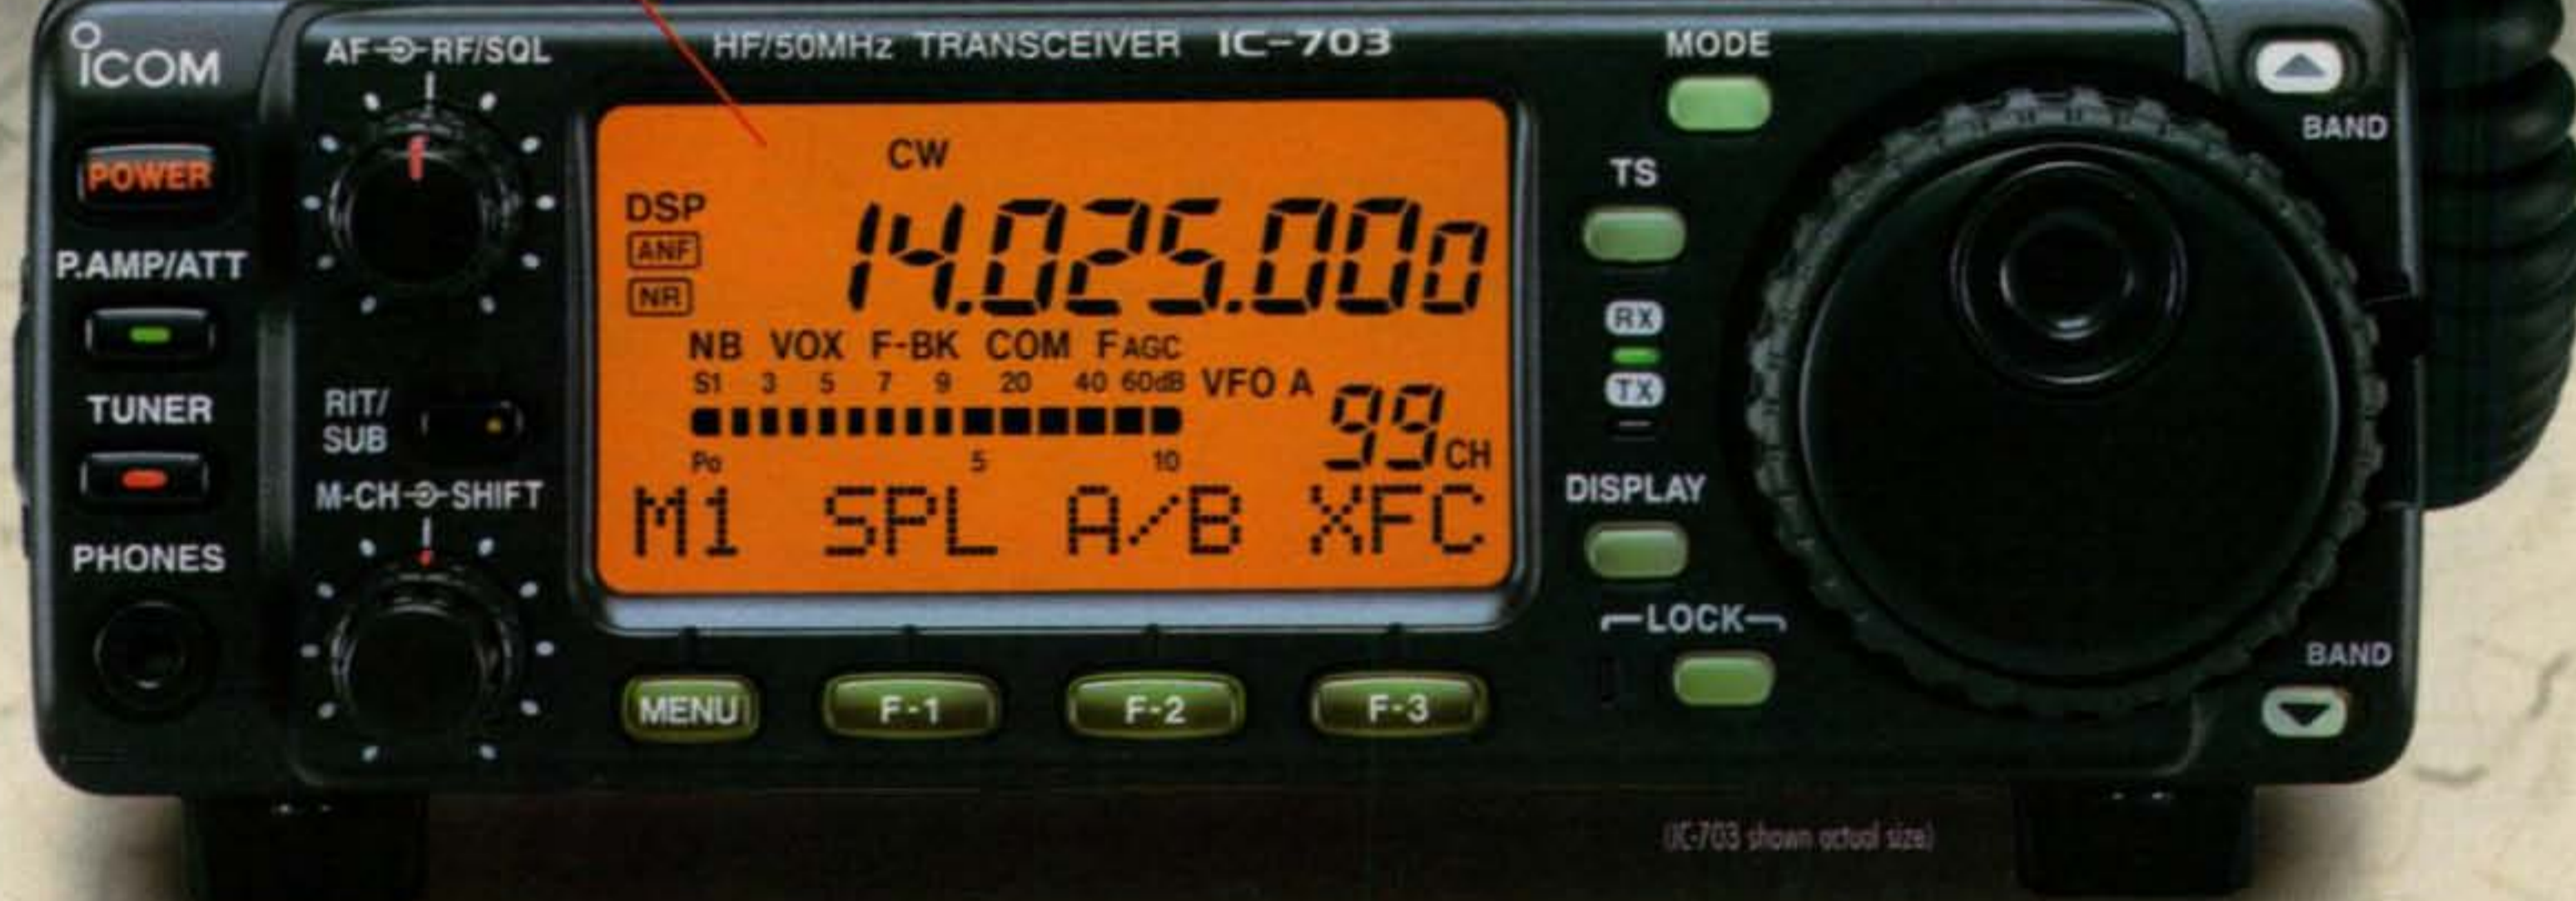 ICOM
POWER
P.AMP/ATT
TUNER
PHONES
AF RF/SQL
RIT/
SUB
M-CH SHIFT
HF/50MHz TRANSCEIVER IC-703
CW
DSP
ANF
NR
14.025.000
NB VOX F-BK COM FAGC
S1 3 5 7 9 20 40 60dB VFO A
99 CH
Po 5 10
M1 SPL A/B XFC
MENU F-1 F-2 F-3
MODE
TS
RX
TX
DISPLAY
LOCK
BAND
BAND
(IC-703 shown actual size)